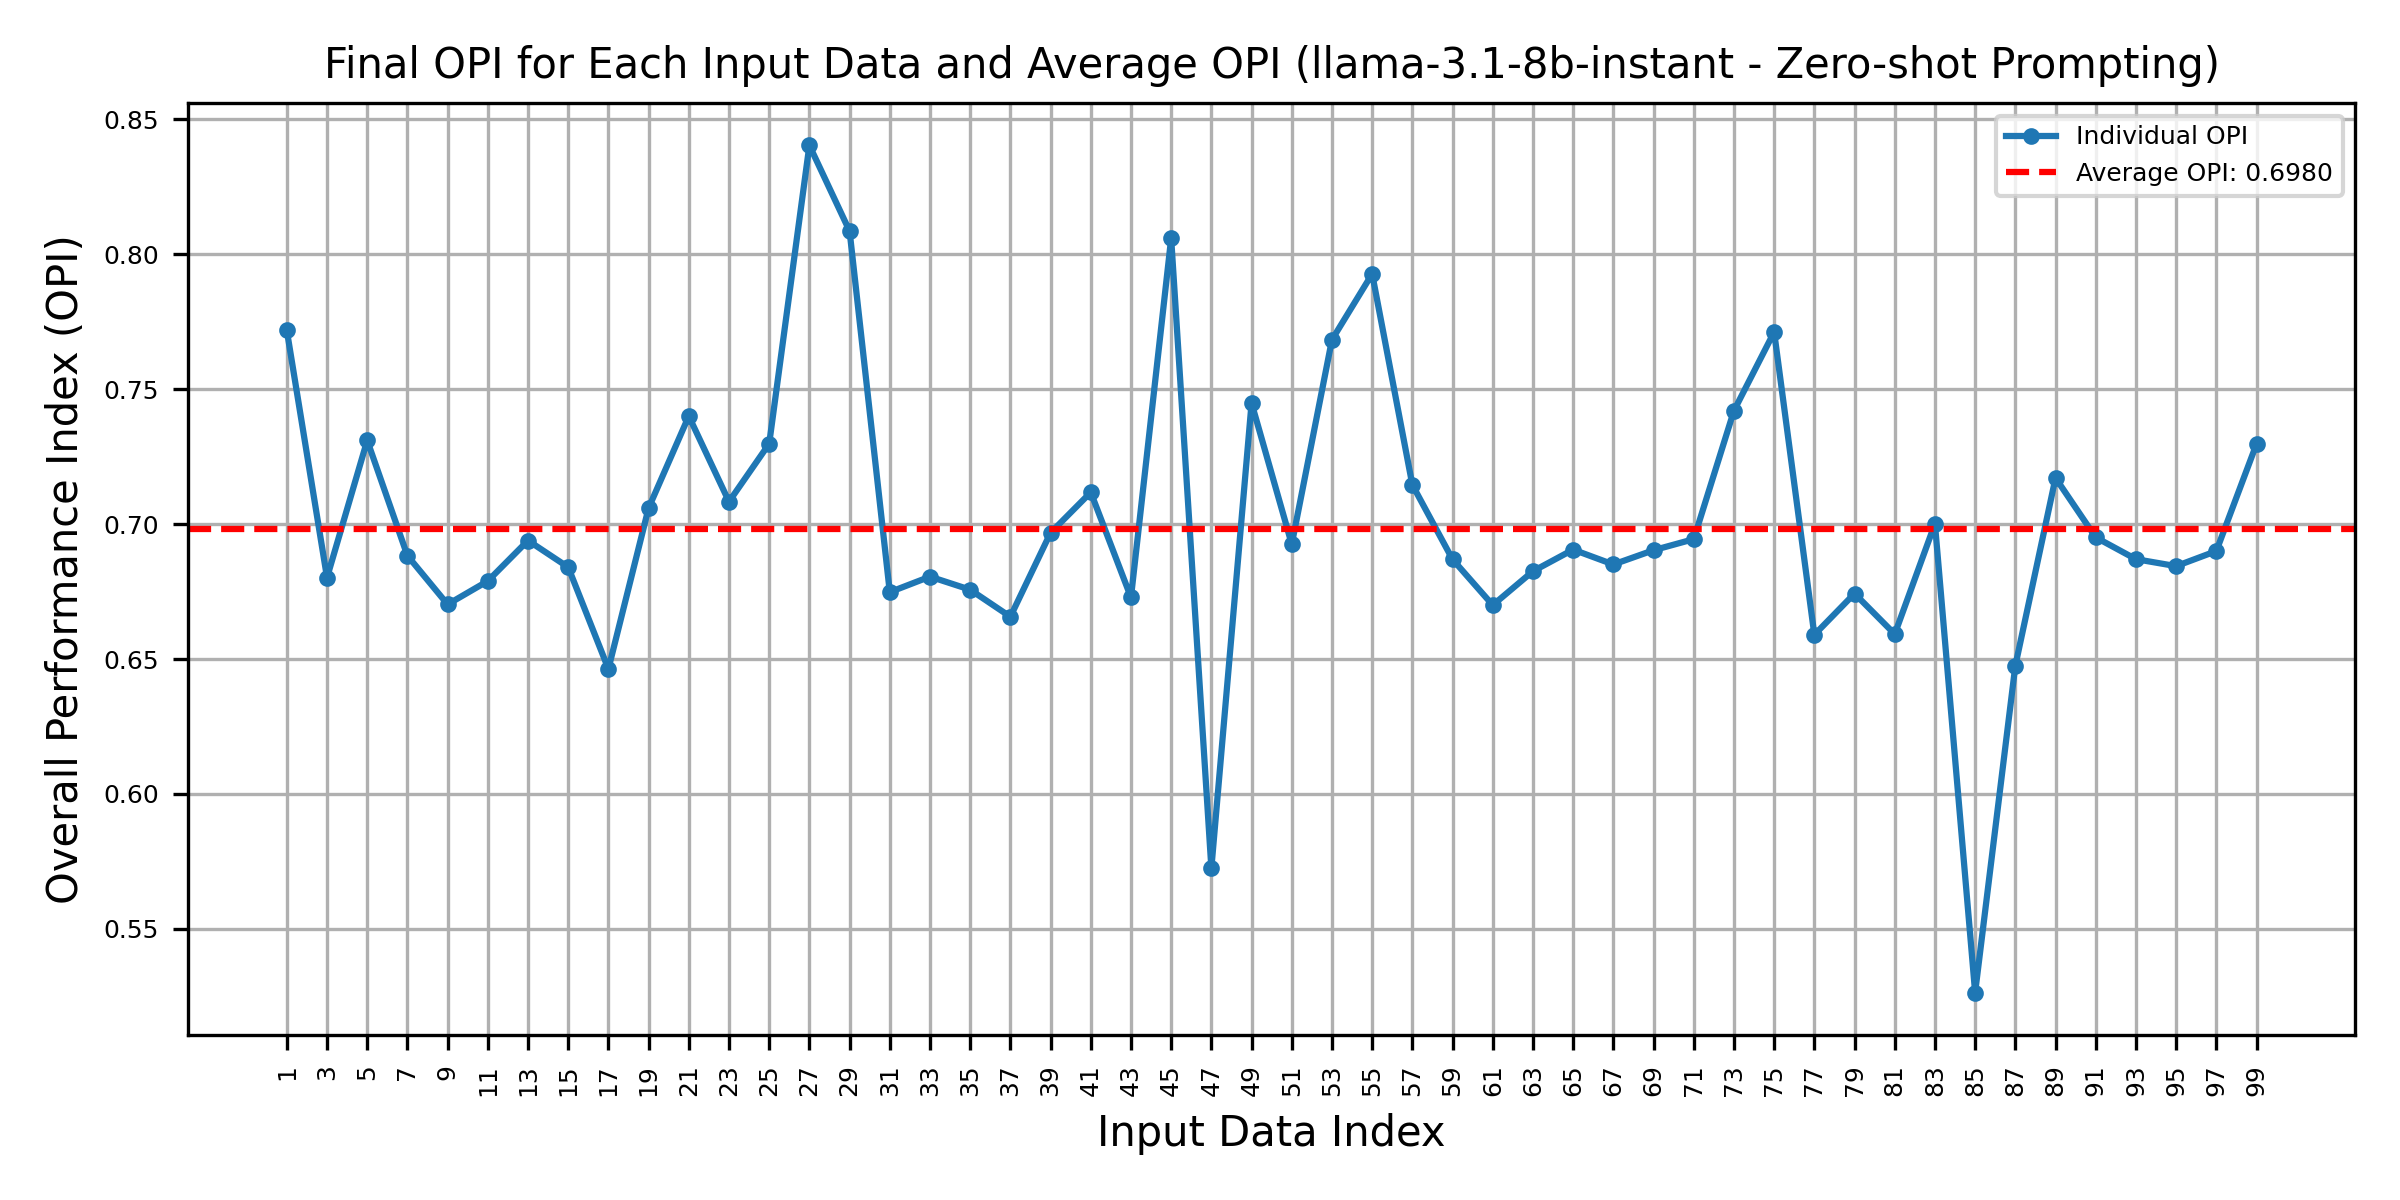 Final OPI for Each Input Data and Average OPI (llama-3.1-8b-instant - Zero-shot Prompting)
Overall Performance Index (OPI)
0.85
0.80
0.75
0.70
0.65
0.60
0.55
Individual OPI
Average OPI: 0.6980
1 3 5 7 9 11 13 15 17 19 21 23 25 27 29 31 33 35 37 39 41 43 45 47 49 51 53 55 57 59 61 63 65 67 69 71 73 75 77 79 81 83 85 87 89 91 93 95 97 99
Input Data Index